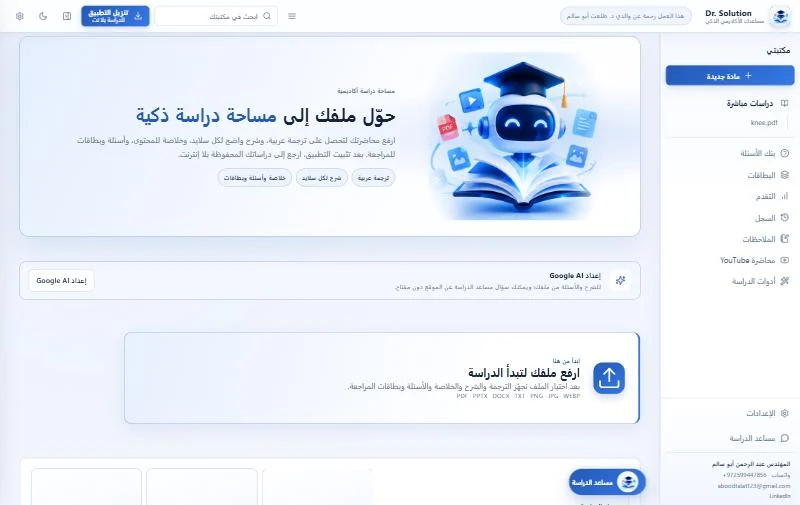 Dr. Solution
مساعدك الأكاديمي الذكي
هذا العمل رحمة عن والدي د. طلعت أبو سالم
ابحث في مكتبتك
تنزيل التطبيق
للدراسة بلا نت
مكتبتي
+ مادة جديدة
دراسات مباشرة
knee.pdf
بنك الأسئلة
البطاقات
التقدم
السجل
الملاحظات
محاضرة YouTube
أدوات الدراسة
الإعدادات
مساعد الدراسة
المهندس عبد الرحمن أبو سالم
واتساب · 972599447856+
aboodtalat123@gmail.com
LinkedIn
مساحة دراسة أكاديمية
حوّل ملفك إلى مساحة دراسة ذكية
ارفع محاضرتك لتحصل على ترجمة عربية، وشرح واضح لكل سلايد، وخلاصة للمحتوى، وأسئلة وبطاقات
للمراجعة. بعد تثبيت التطبيق، ارجع إلى دراساتك المحفوظة بلا إنترنت.
ترجمة عربية
شرح لكل سلايد
خلاصة وأسئلة وبطاقات
PDF
إعداد Google AI
للشرح والأسئلة من ملفك؛ ويمكنك سؤال مساعد الدراسة عن الموقع دون مفتاح.
إعداد Google AI
ابدأ من هنا
ارفع ملفك لتبدأ الدراسة
بعد اختيار الملف نجهّز الترجمة والشرح والخلاصة والأسئلة وبطاقات المراجعة.
PDF · PPTX · DOCX · TXT · PNG · JPG · WEBP
مساعد الدراسة